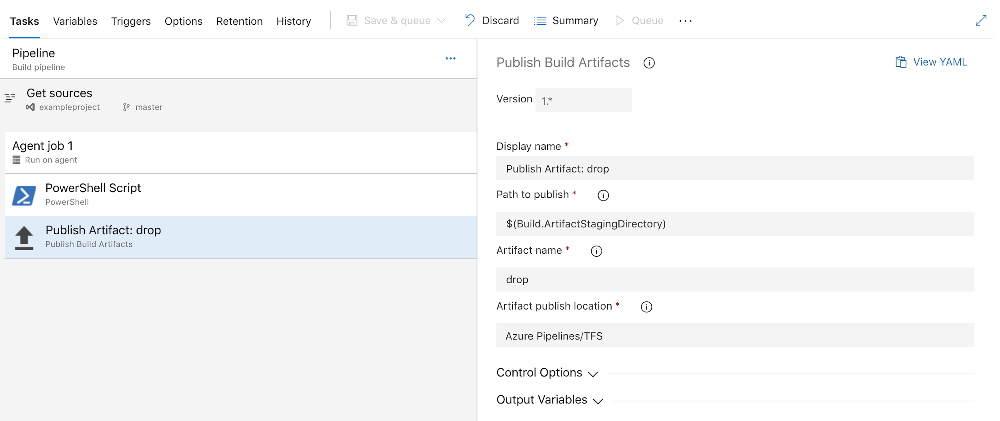 Tasks Variables Triggers Options Retention History Save & queue Discard Summary Queue ...
Pipeline
Build pipeline
Get sources
exampleproject master
Agent job 1
Run on agent
PowerShell Script
PowerShell
Publish Artifact: drop
Publish Build Artifacts
Publish Build Artifacts View YAML
Version 1.*
Display name *
Publish Artifact: drop
Path to publish *
$(Build.ArtifactStagingDirectory)
Artifact name *
drop
Artifact publish location *
Azure Pipelines/TFS
Control Options
Output Variables